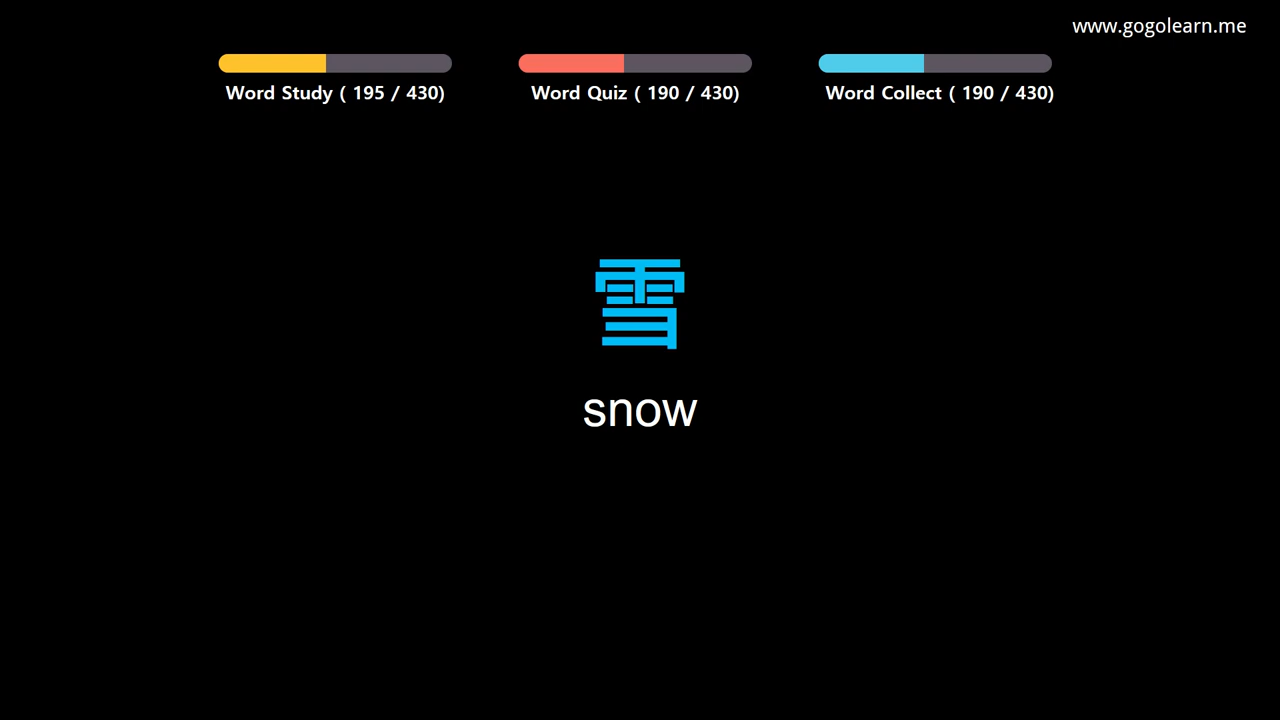 www.gogolearn.me
Word Study ( 195 / 430)
Word Quiz ( 190 / 430)
Word Collect ( 190 / 430)
雪
snow